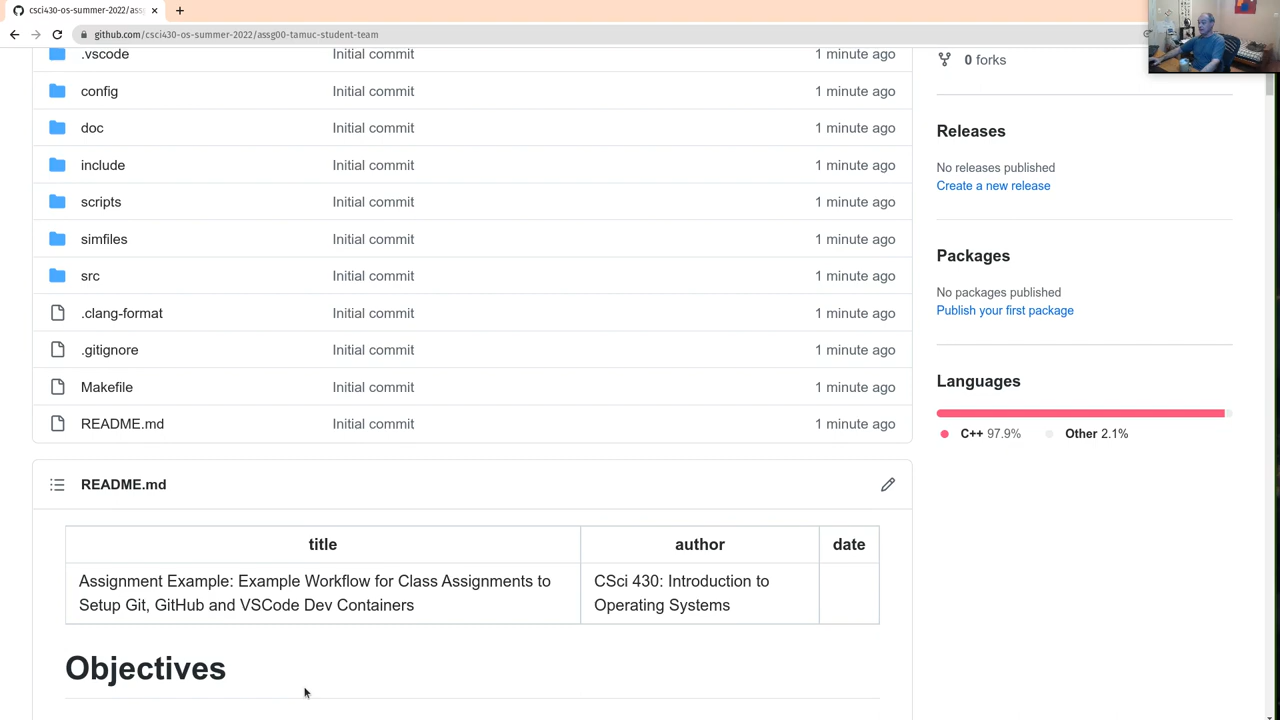 csci430-os-summer-2022/assg
github.com/csci430-os-summer-2022/assg00-tamuc-student-team
.vscode Initial commit 1 minute ago
0 forks
config Initial commit 1 minute ago
doc Initial commit 1 minute ago
Releases
include Initial commit 1 minute ago
No releases published
Create a new release
scripts Initial commit 1 minute ago
simfiles Initial commit 1 minute ago
Packages
src Initial commit 1 minute ago
No packages published
.clang-format Initial commit 1 minute ago
Publish your first package
.gitignore Initial commit 1 minute ago
Makefile Initial commit 1 minute ago
Languages
README.md Initial commit 1 minute ago
C++ 97.9% Other 2.1%
README.md
title author date
Assignment Example: Example Workflow for Class Assignments to
Setup Git, GitHub and VSCode Dev Containers
CSci 430: Introduction to
Operating Systems
Objectives